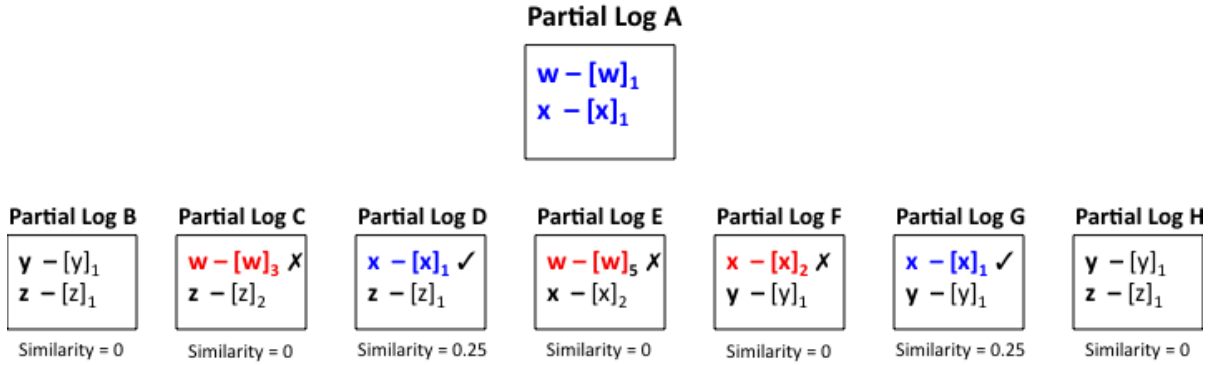 Partial Log A
w – [w]₁
x – [x]₁
Partial Log B
y – [y]₁
z – [z]₁
Similarity = 0
Partial Log C
w – [w]₃ ✗
z – [z]₂
Similarity = 0
Partial Log D
x – [x]₁ ✓
z – [z]₁
Similarity = 0.25
Partial Log E
w – [w]₅ ✗
x – [x]₂
Similarity = 0
Partial Log F
x – [x]₂ ✗
y – [y]₁
Similarity = 0
Partial Log G
x – [x]₁ ✓
y – [y]₁
Similarity = 0.25
Partial Log H
y – [y]₁
z – [z]₁
Similarity = 0